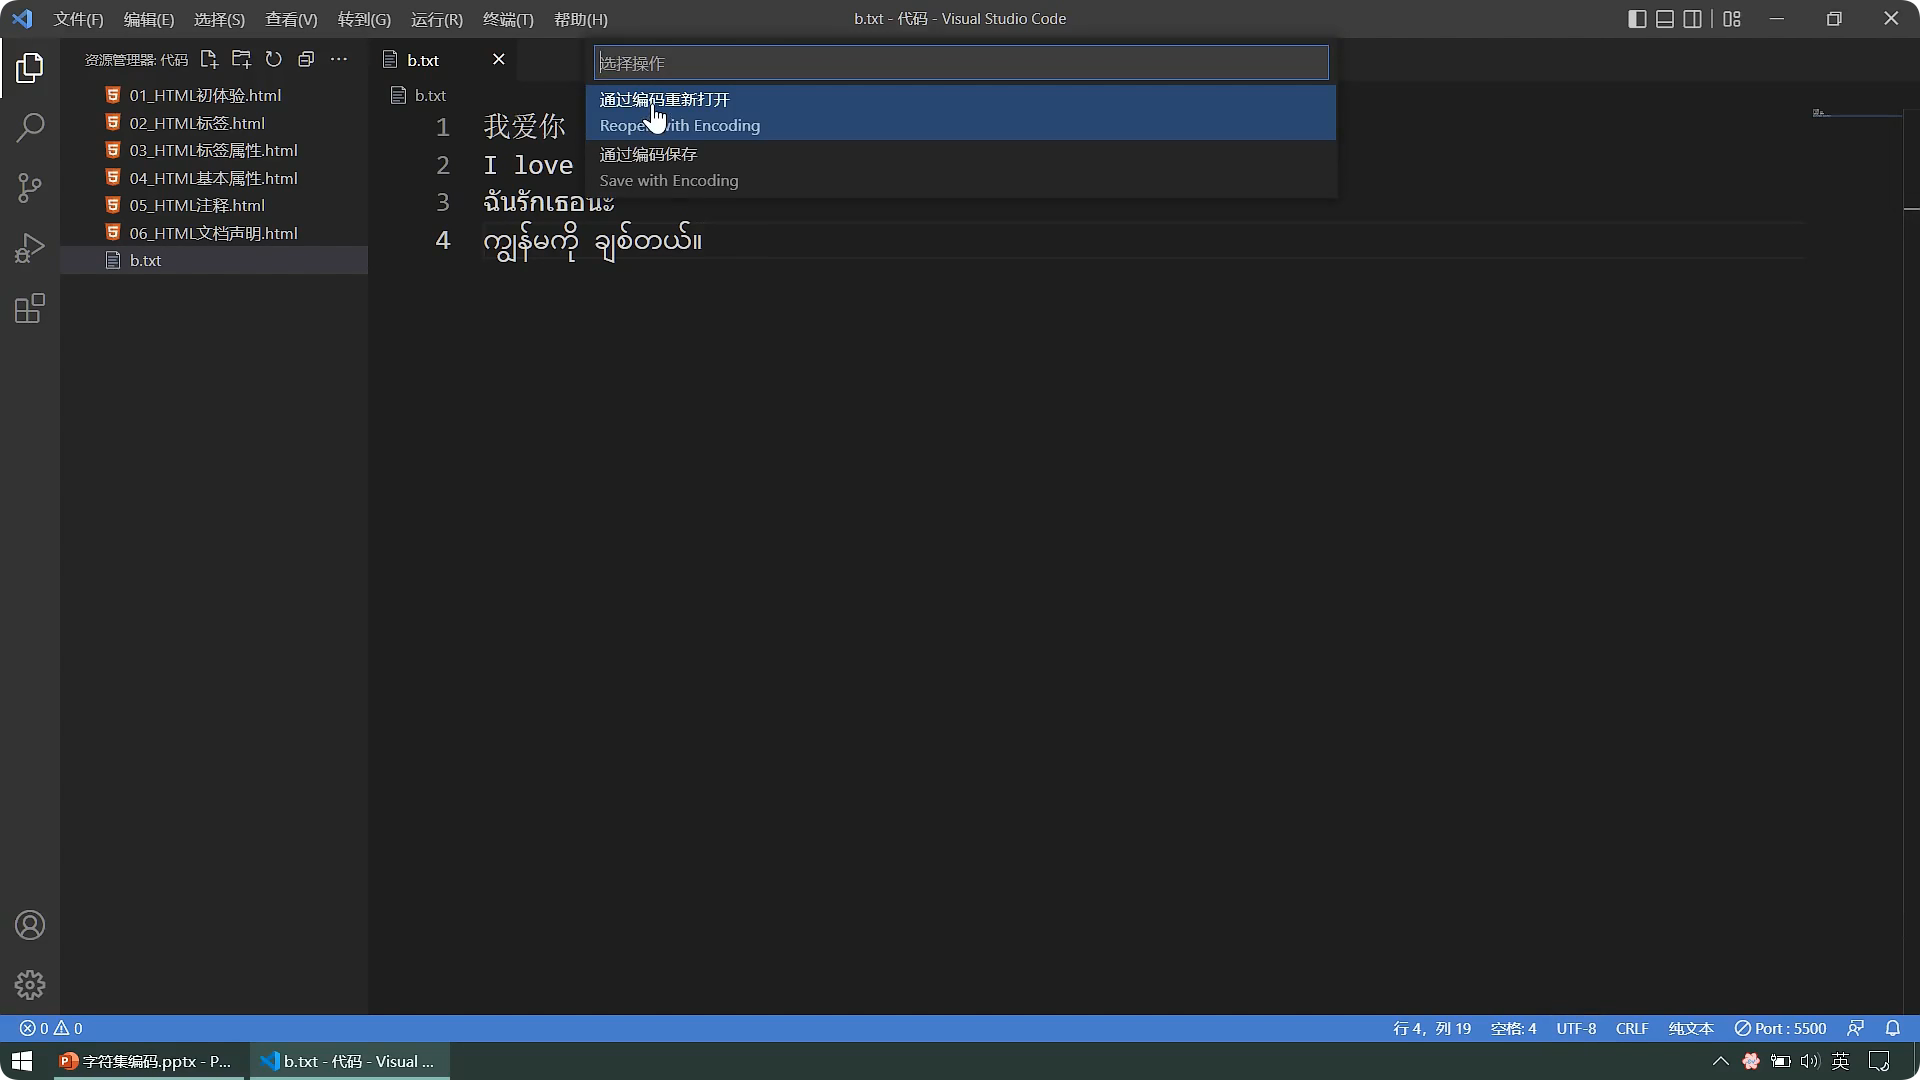 文件(F) 编辑(E) 选择(S) 查看(V) 转到(G) 运行(R) 终端(T) 帮助(H)
b.txt - 代码 - Visual Studio Code
资源管理器: 代码
01_HTML初体验.html
02_HTML标签.html
03_HTML标签属性.html
04_HTML基本属性.html
05_HTML注释.html
06_HTML文档声明.html
b.txt
b.txt
b.txt
选择操作
通过编码重新打开
with Encoding
通过编码保存
Save with Encoding
1 我爱你
2 I love
3 ฉันรักเธอนะ
4 ကျွန်မကို ချစ်တယ်။
0 0
行 4，列 19 空格: 4 UTF-8 CRLF 纯文本 Port : 5500
字符集编码.pptx - P...
b.txt - 代码 - Visual ...
英